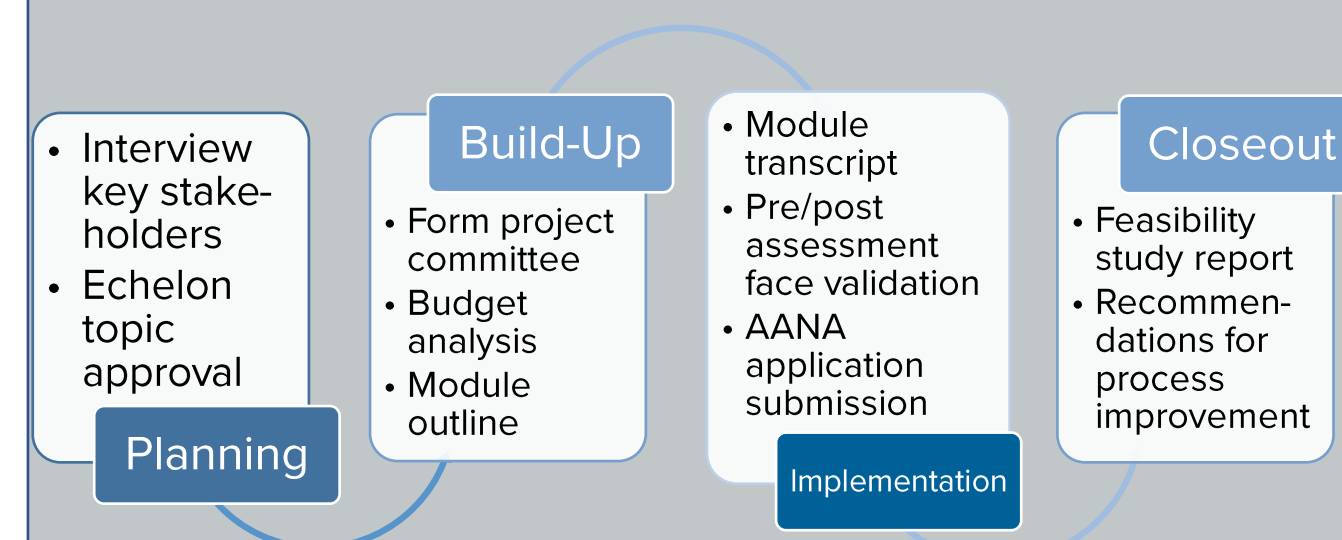 • Interview
key stake-
holders
• Echelon
topic
approval
Planning
Build-Up
• Form project
committee
• Budget
analysis
• Module
outline
• Module
transcript
• Pre/post
assessment
face validation
• AANA
application
submission
Implementation
Closeout
• Feasibility
study report
• Recommen-
dations for
process
improvement